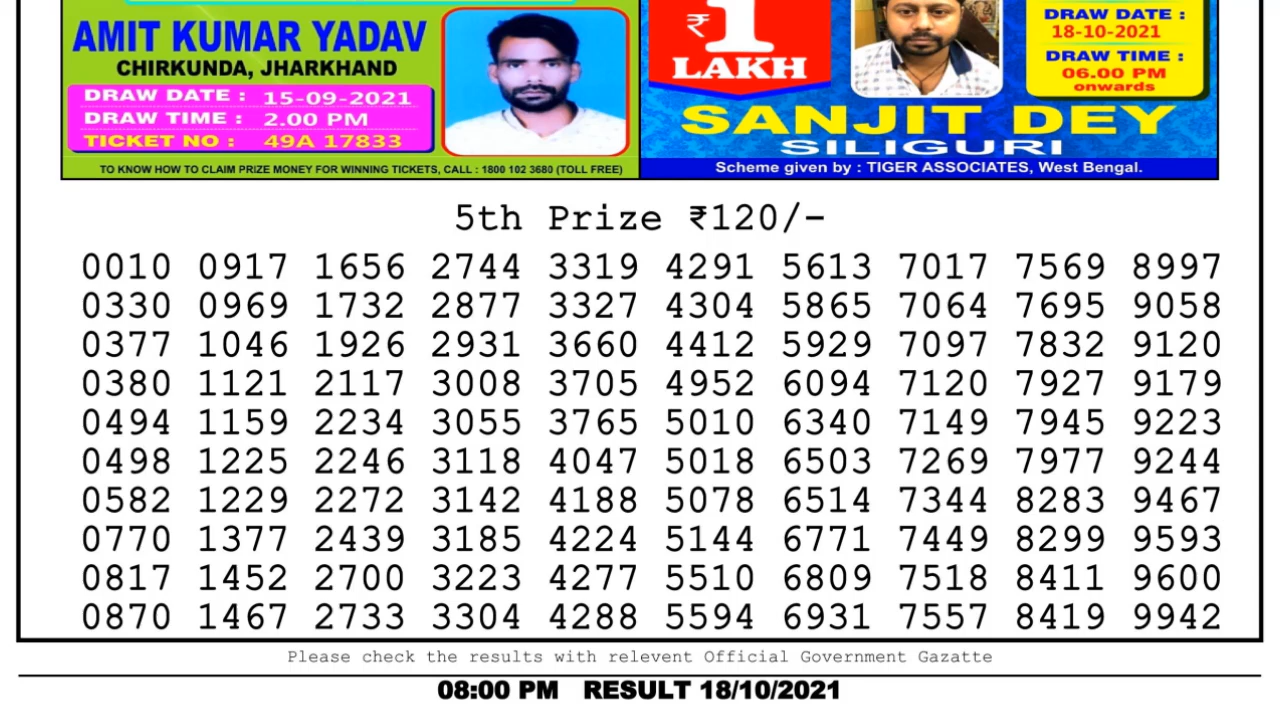 AMIT KUMAR YADAV
CHIRKUNDA, JHARKHAND
DRAW DATE : 15-09-2021
DRAW TIME : 2.00 PM
TICKET NO : 49A 17833
TO KNOW HOW TO CLAIM PRIZE MONEY FOR WINNING TICKETS, CALL : 1800 102 3680 (TOLL FREE)
₹1
LAKH
DRAW DATE :
18-10-2021
DRAW TIME :
06.00 PM
onwards
SANJIT DEY
SILIGURI
Scheme given by : TIGER ASSOCIATES, West Bengal.
5th Prize ₹120/-
0010 0917 1656 2744 3319 4291 5613 7017 7569 8997
0330 0969 1732 2877 3327 4304 5865 7064 7695 9058
0377 1046 1926 2931 3660 4412 5929 7097 7832 9120
0380 1121 2117 3008 3705 4952 6094 7120 7927 9179
0494 1159 2234 3055 3765 5010 6340 7149 7945 9223
0498 1225 2246 3118 4047 5018 6503 7269 7977 9244
0582 1229 2272 3142 4188 5078 6514 7344 8283 9467
0770 1377 2439 3185 4224 5144 6771 7449 8299 9593
0817 1452 2700 3223 4277 5510 6809 7518 8411 9600
0870 1467 2733 3304 4288 5594 6931 7557 8419 9942
Please check the results with relevent Official Government Gazatte
08:00 PM RESULT 18/10/2021